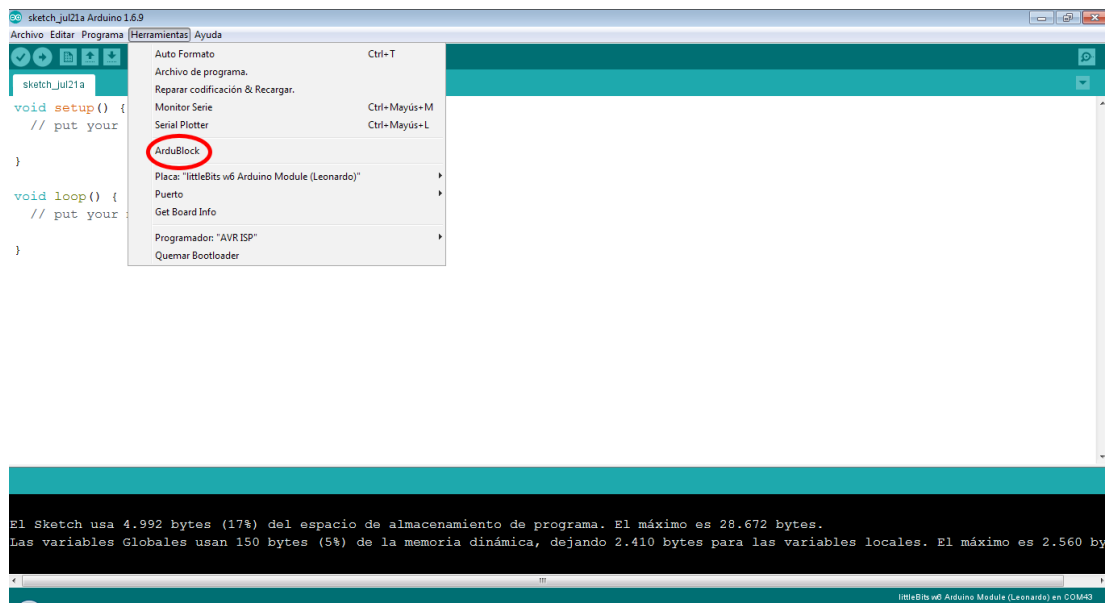 sketch_jul21a Arduino 1.6.9
Archivo Editar Programa Herramientas Ayuda
sketch_jul21a
Auto Formato Ctrl+T
Archivo de programa.
Reparar codificación & Recargar.
Monitor Serie Ctrl+Mayús+M
Serial Plotter Ctrl+Mayús+L
ArduBlock
Placa: "littleBits w6 Arduino Module (Leonardo)"
Puerto
Get Board Info
Programador: "AVR ISP"
Quemar Bootloader
void setup() {
// put your
}
void loop() {
// put your
}
El Sketch usa 4.992 bytes (17%) del espacio de almacenamiento de programa. El máximo es 28.672 bytes.
Las variables Globales usan 150 bytes (5%) de la memoria dinámica, dejando 2.410 bytes para las variables locales. El máximo es 2.560 by
littleBits w6 Arduino Module (Leonardo) en COM43